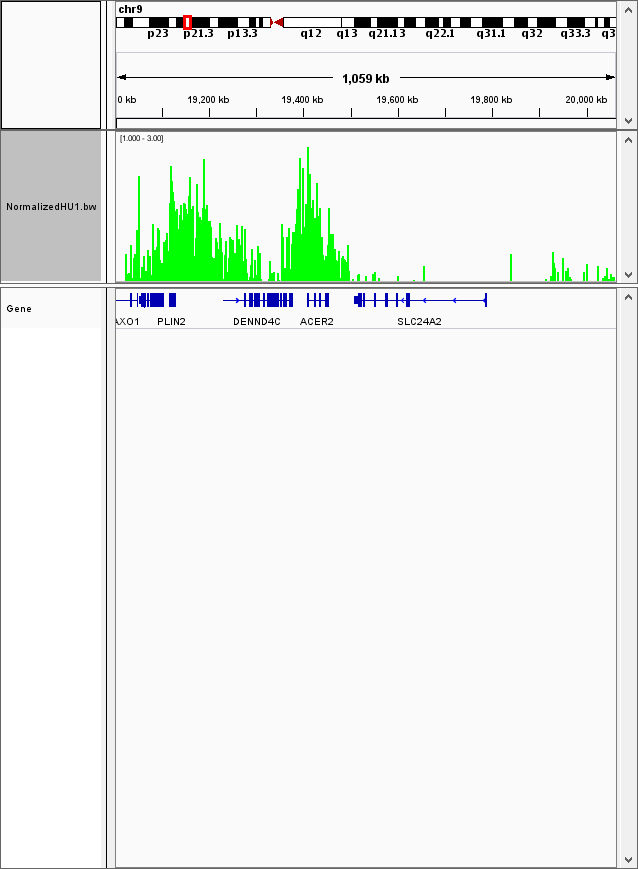 chr9
p23 p21.3 p13.3 q12 q13 q21.13 q22.1 q31.1 q32 q33.3 q3
1,059 kb
0 kb 19,200 kb 19,400 kb 19,600 kb 19,800 kb 20,000 kb
[1.000 - 3.00]
NormalizedHU1.bw
Gene
AXO1 PLIN2 DENND4C ACER2 SLC24A2